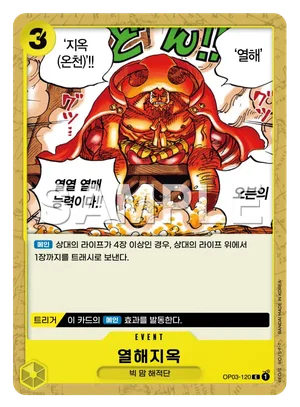 3
'지옥
(온천)'!!
'열해'
열열 열매
능력이다!!
오븐의
SAMPLE
메인 상대의 라이프가 4장 이상인 경우, 상대의 라이프 위에서
1장까지를 트래시로 보낸다.
트리거 이 카드의 메인 효과를 발동한다.
EVENT
열해지옥
빅 맘 해적단
OP03-120 R 1